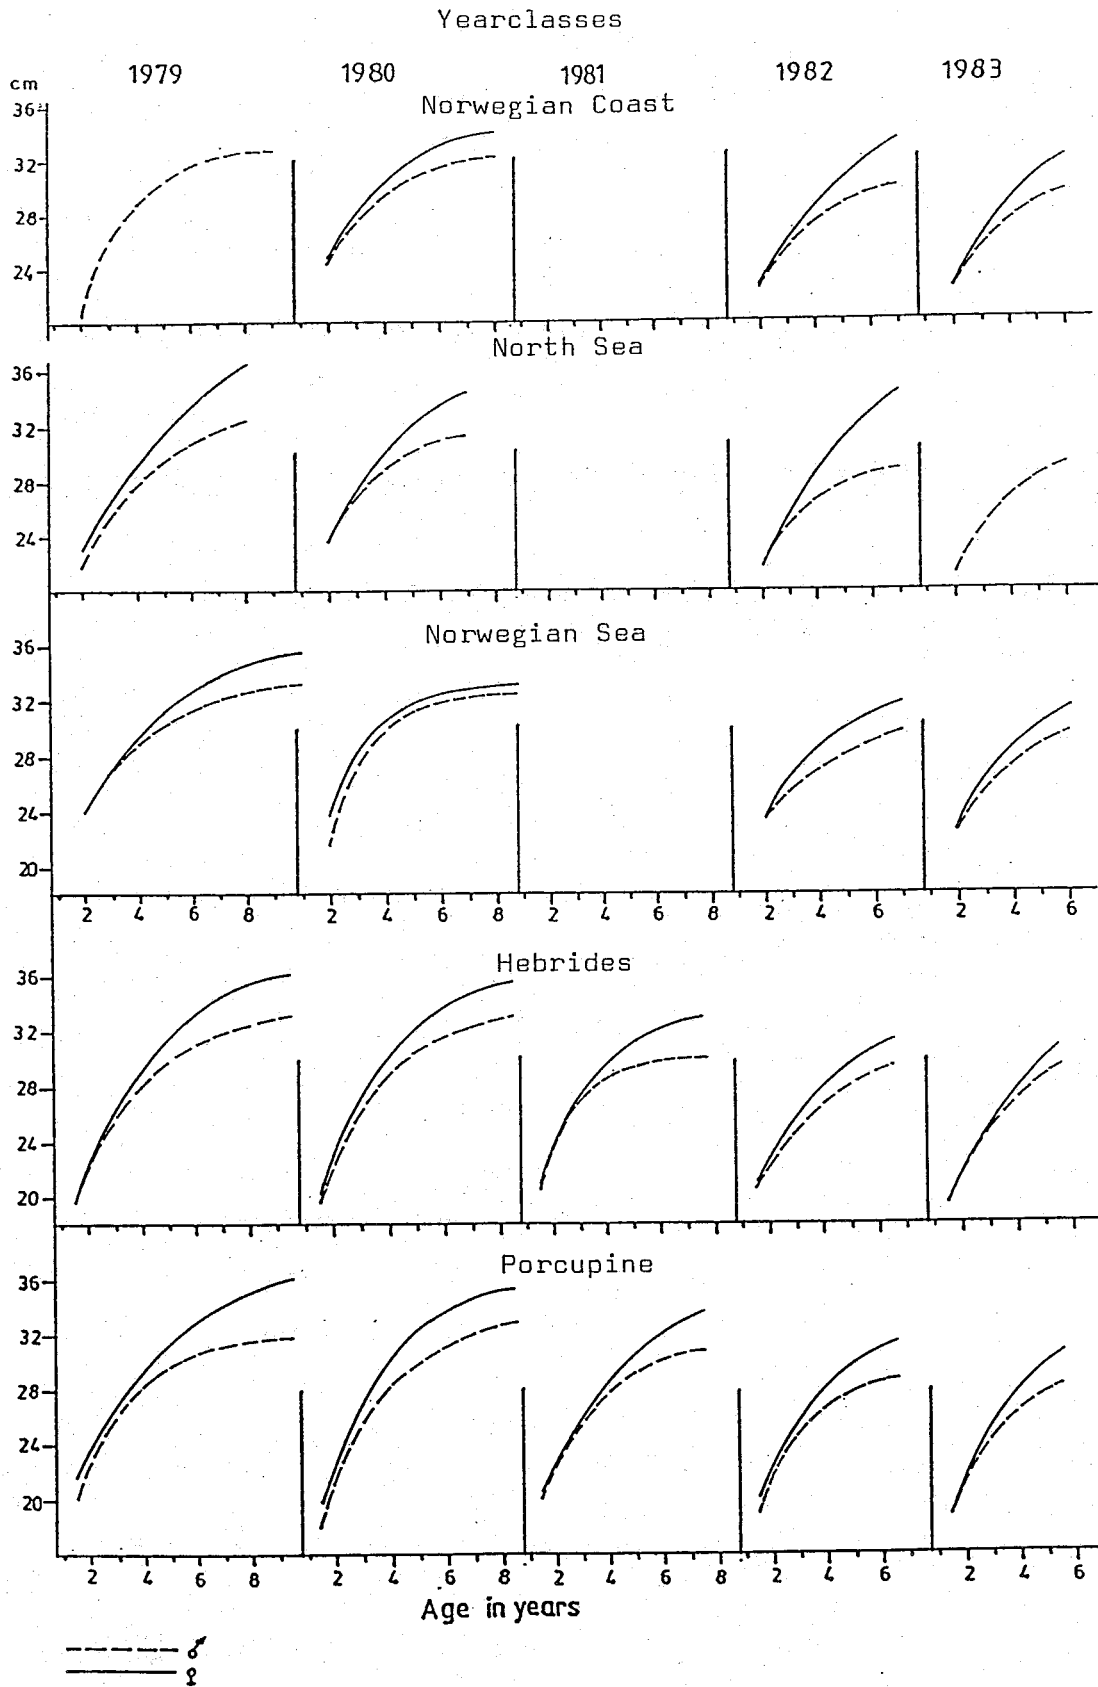 Yearclasses
1979 1980 1981 1982 1983
cm
Norwegian Coast
36
32
28
24
North Sea
36
32
28
24
Norwegian Sea
36
32
28
24
20
2 4 6 8 2 4 6 8 2 4 6 8 2 4 6 2 4 6
Hebrides
36
32
28
24
20
Porcupine
36
32
28
24
20
2 4 6 8 2 4 6 8 2 4 6 8 2 4 6 2 4 6
Age in years
♂
♀